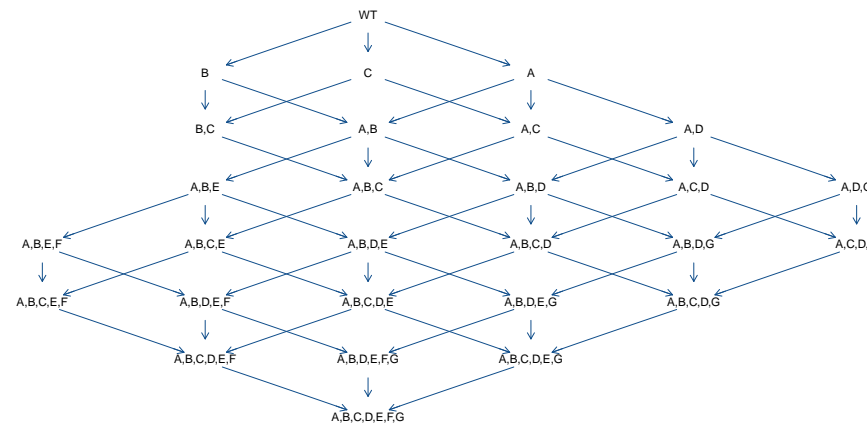 WT
B C A
B,C A,B A,C A,D
A,B,E A,B,C A,B,D A,C,D A,D,
A,B,E,F A,B,C,E A,B,D,E A,B,C,D A,B,D,G A,C,D,
A,B,C,E,F A,B,D,E,F A,B,C,D,E A,B,D,E,G A,B,C,D,G
A,B,C,D,E,F A,B,D,E,F,G A,B,C,D,E,G
A,B,C,D,E,F,G